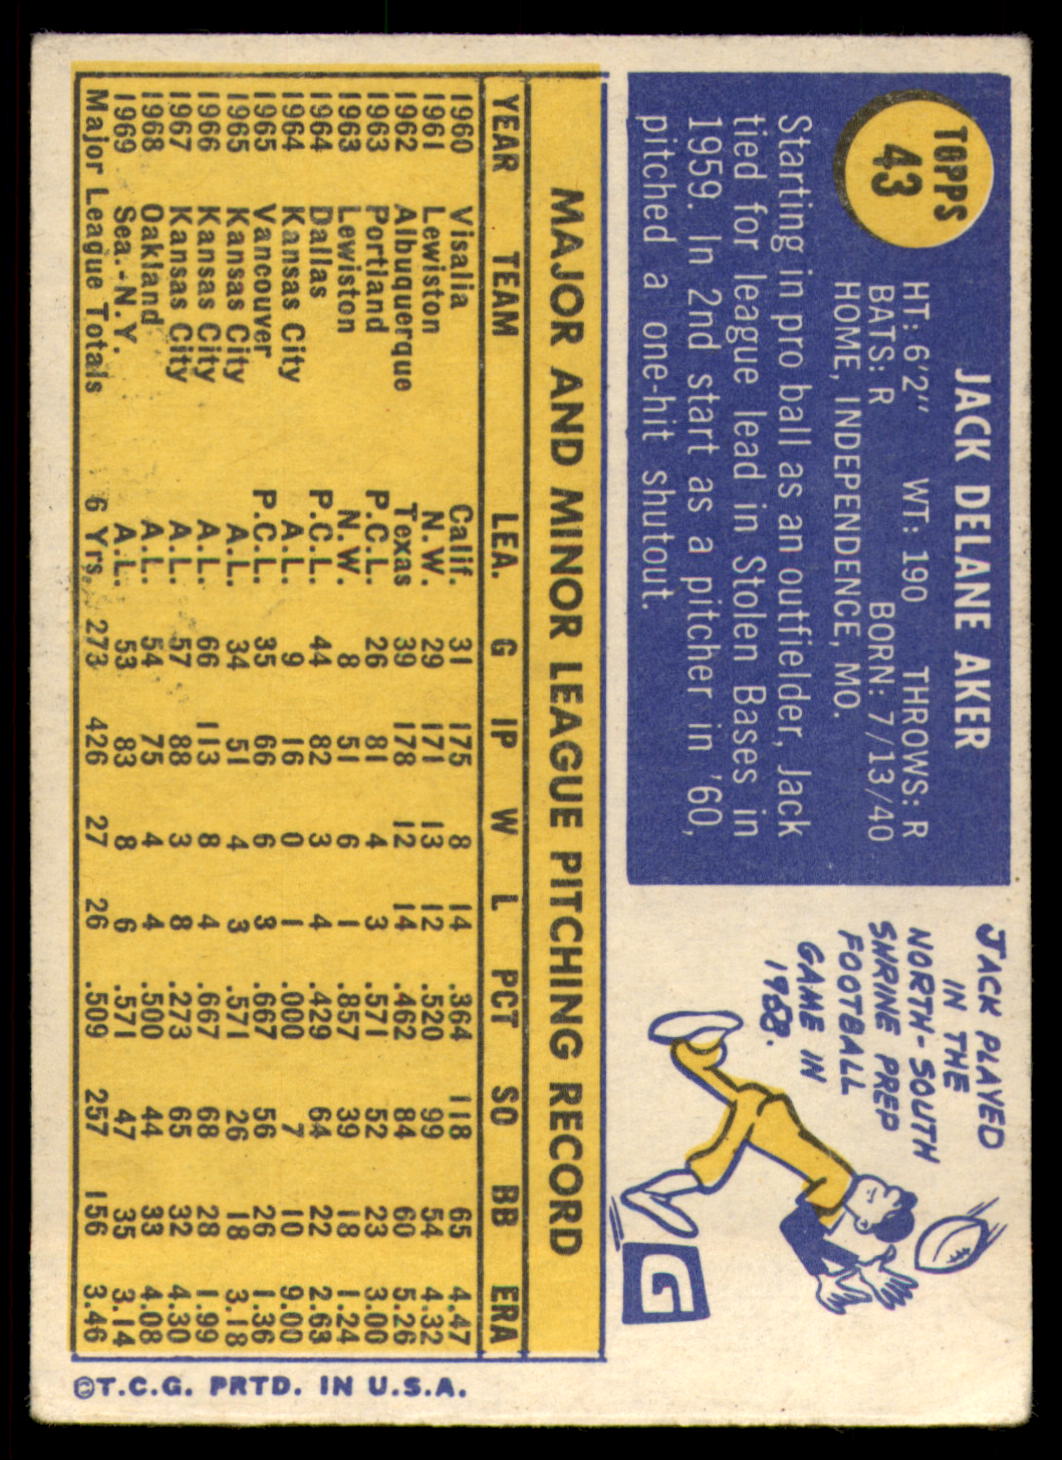 TOPPS
43
JACK DELANE AKER
HT: 6'2" WT: 190 THROWS: R
BATS: R BORN: 7/13/40
HOME, INDEPENDENCE, MO.
Starting in pro ball as an outfielder, Jack
tied for league lead in Stolen Bases in
1959. In 2nd start as a pitcher in '60,
pitched a one-hit shutout.
JACK PLAYED
IN THE
NORTH-SOUTH
SHRINE PREP
FOOTBALL
GAME IN
G
MAJOR AND MINOR LEAGUE PITCHING RECORD
YEAR TEAM LEA. G IP W L PCT SO BB ERA
1960 Visalia Calif. 31 175 8 14 .364 118 65 4.47
1961 Lewiston N.W. 29 171 13 12 .520 99 54 4.32
1962 Albuquerque Texas 39 178 12 14 .462 84 60 5.26
1963 Portland P.C.L. 26 81 4 3 .571 52 23 3.00
1963 Lewiston N.W. 8 51 6 1 .857 39 18 1.24
1964 Dallas P.C.L. 44 82 3 4 .429 64 22 2.63
1964 Kansas City A.L. 9 16 0 1 .000 7 10 9.00
1965 Vancouver P.C.L. 35 66 6 3 .667 56 26 1.36
1965 Kansas City A.L. 34 51 4 3 .571 26 18 3.18
1966 Kansas City A.L. 66 113 8 4 .667 68 28 1.99
1967 Kansas City A.L. 57 88 3 8 .273 65 32 4.30
1968 Oakland A.L. 54 75 4 4 .500 44 33 4.08
1969 Sea.-N.Y. A.L. 53 83 8 6 .571 47 35 3.14
Major League Totals 6 Yrs. 273 426 27 26 .509 257 156 3.46
©T.C.G. PRTD. IN U.S.A.